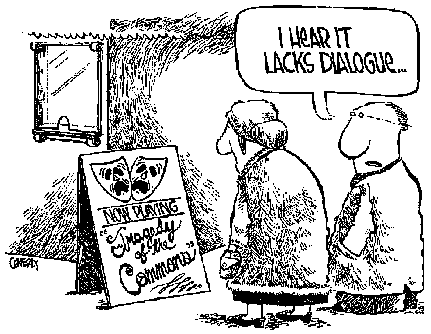 I HEAR IT
LACKS DIALOGUE...
NOW PLAYING
"Tragedy
of the
Commons"